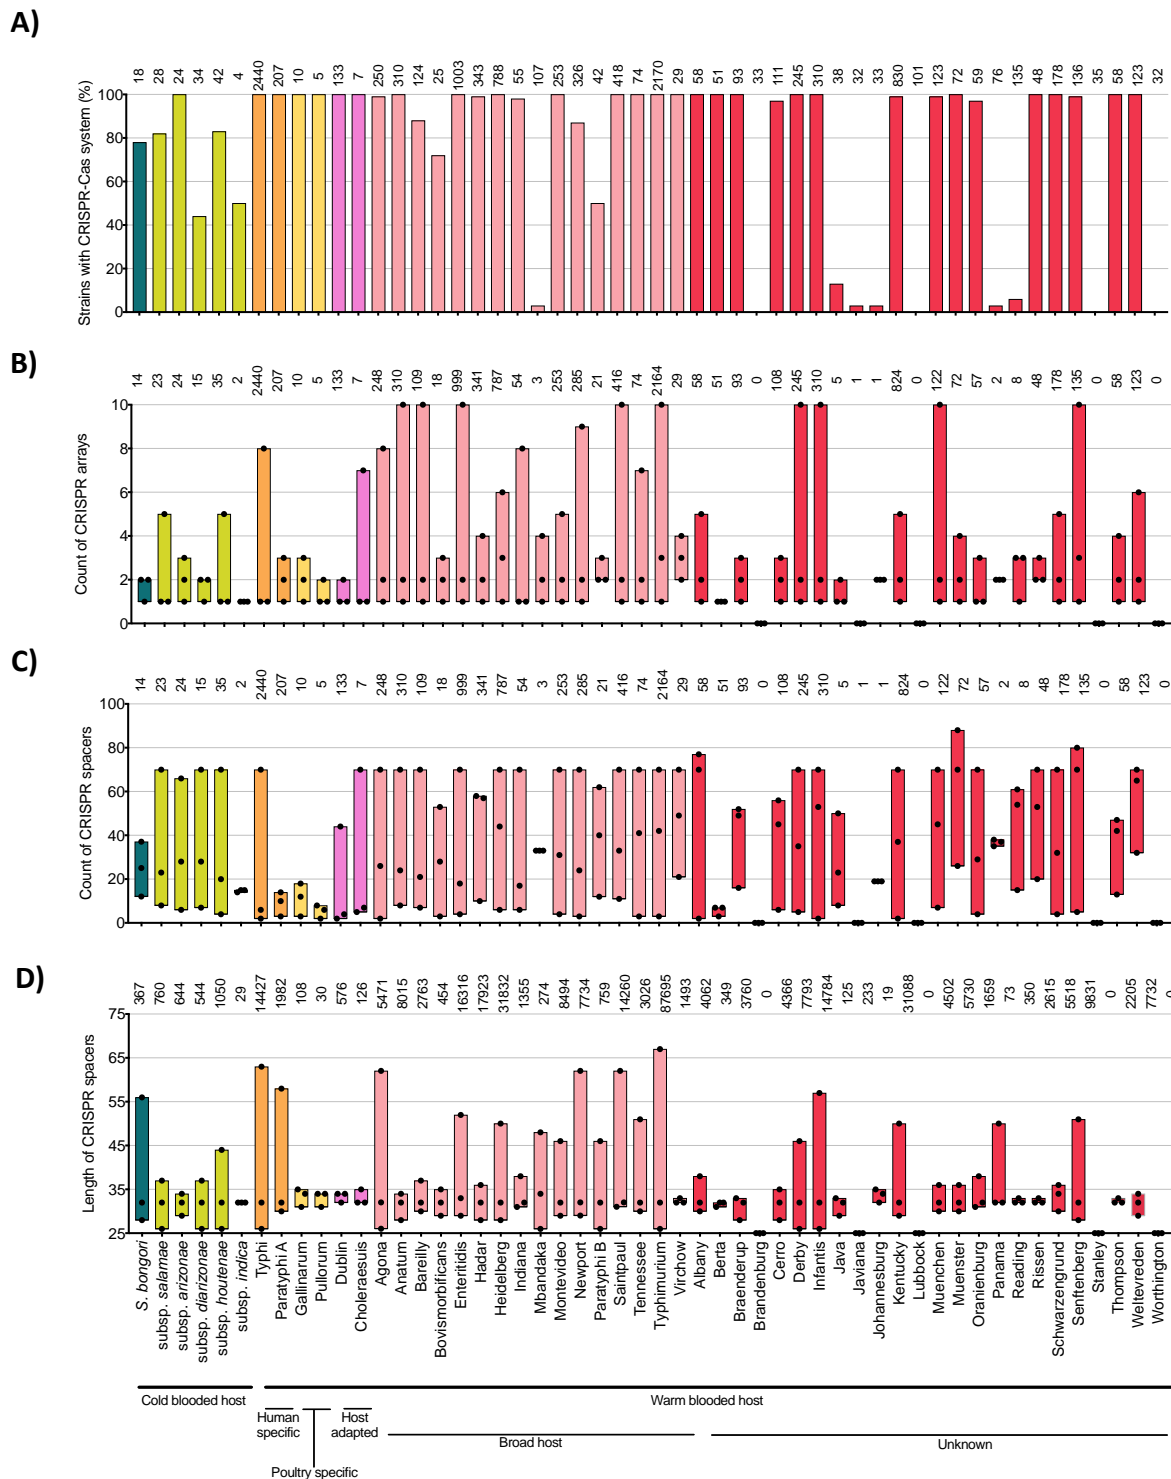 A)
18 28 24 34 42 4 2440 207 10 5 133 7 250 310 124 25 1003 343 788 55 107 253 326 42 418 74 2170 29 58 51 93 33 111 245 310 38 32 33 830 101 123 72 59 76 135 48 178 136 35 58 123 32
Strains with CRISPR-Cas system (%)
100
80
60
40
20
0
B)
14 23 24 15 35 2 2440 207 10 5 133 7 248 310 109 18 999 341 787 54 3 253 285 21 416 74 2164 29 58 51 93 0 108 245 310 5 1 1 824 0 122 72 57 2 8 48 178 135 0 58 123 0
Count of CRISPR arrays
10
8
6
4
2
0
C)
14 23 24 15 35 2 2440 207 10 5 133 7 248 310 109 18 999 341 787 54 3 253 285 21 416 74 2164 29 58 51 93 0 108 245 310 5 1 1 824 0 122 72 57 2 8 48 178 135 0 58 123 0
Count of CRISPR spacers
100
80
60
40
20
0
D)
367 760 644 544 1050 29 14427 1982 108 30 576 126 5471 8015 2763 454 16316 17923 31832 1355 274 8494 7734 759 14260 3026 87695 1493 4062 349 3760 0 4366 7793 14784 125 233 19 31088 0 4502 5730 1659 73 350 2615 5518 9831 0 2205 7732 0
Length of CRISPR spacers
75
65
55
45
35
25
S. bongori
subsp. salamae
subsp. arizonae
subsp. diarizonae
subsp. houtenae
subsp. indica
Typhi
Paratyphi A
Gallinarum
Pullorum
Dublin
Choleraesuis
Agona
Anatum
Bareilly
Bovismorbificans
Enteritidis
Hadar
Heidelberg
Indiana
Mbandaka
Montevideo
Newport
Paratyphi B
Saintpaul
Tennessee
Typhimurium
Virchow
Albany
Berta
Braenderup
Brandenburg
Cerro
Derby
Infantis
Java
Javiana
Johannesburg
Kentucky
Lubbock
Muenchen
Muenster
Oranienburg
Panama
Reading
Rissen
Schwarzengrund
Senftenberg
Stanley
Thompson
Weltevreden
Worthington
Cold blooded host
Warm blooded host
Human
specific
Host
adapted
Broad host
Unknown
Poultry specific